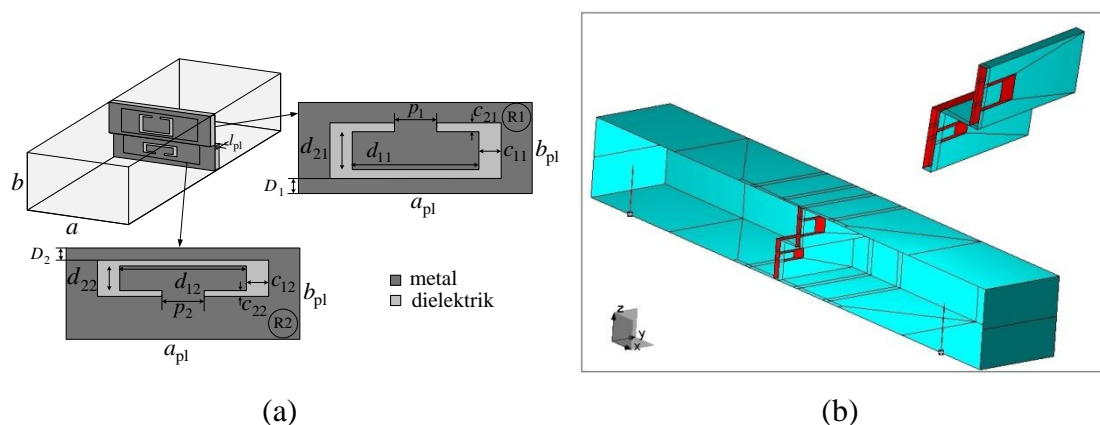 b
a
l_pl
p_1
c_21
R1
d_21
d_11
c_11
b_pl
D_1
a_pl
D_2
d_22
d_12
c_12
b_pl
p_2
c_22
R2
a_pl
metal
dielektrik
z
y
x
(a)
(b)